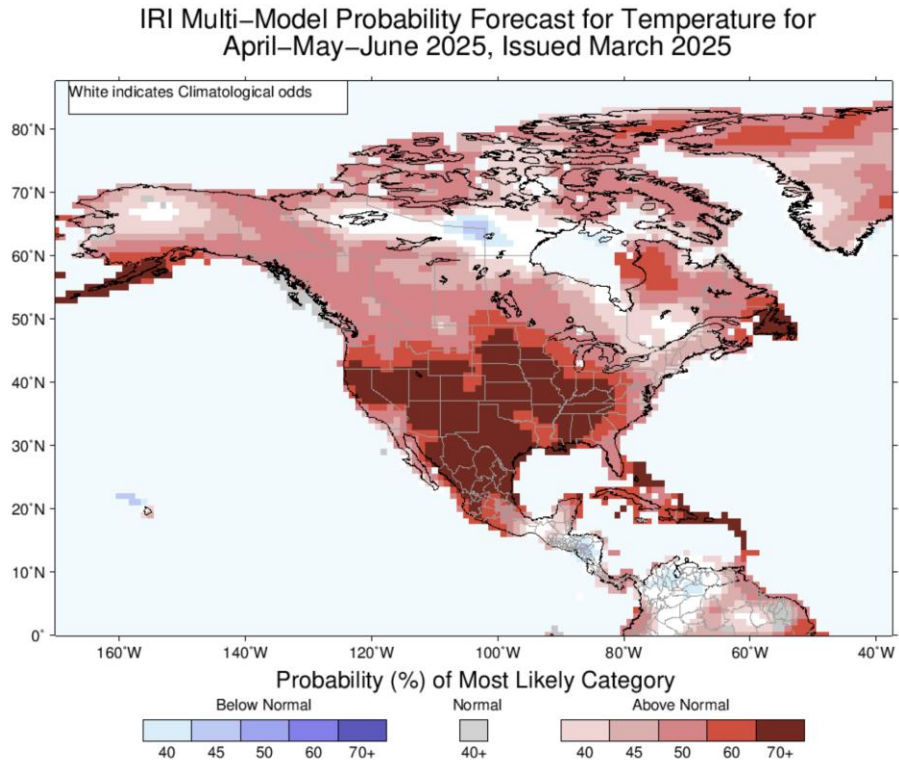 IRI Multi−Model Probability Forecast for Temperature for
April−May−June 2025, Issued March 2025
White indicates Climatological odds
80˚N
70˚N
60˚N
50˚N
40˚N
30˚N
20˚N
10˚N
0˚
160˚W 140˚W 120˚W 100˚W 80˚W 60˚W 40˚W
Probability (%) of Most Likely Category
Below Normal Normal Above Normal
40 45 50 60 70+ 40+ 40 45 50 60 70+